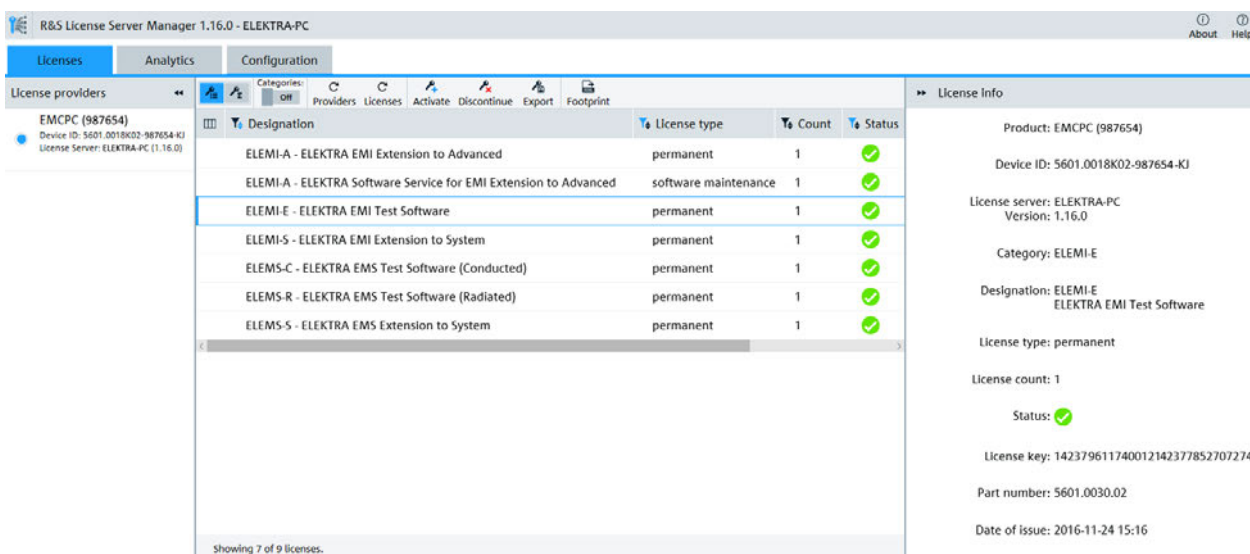 R&S License Server Manager 1.16.0 - ELEKTRA-PC
About Help
Licenses Analytics Configuration
License providers
EMCPC (987654)
Device ID: 5601.0018K02-987654-KJ
License Server: ELEKTRA-PC (1.16.0)
Categories:
Off
Providers Licenses Activate Discontinue Export Footprint
Designation License type Count Status
ELEMI-A - ELEKTRA EMI Extension to Advanced permanent 1
ELEMI-A - ELEKTRA Software Service for EMI Extension to Advanced software maintenance 1
ELEMI-E - ELEKTRA EMI Test Software permanent 1
ELEMI-S - ELEKTRA EMI Extension to System permanent 1
ELEMS-C - ELEKTRA EMS Test Software (Conducted) permanent 1
ELEMS-R - ELEKTRA EMS Test Software (Radiated) permanent 1
ELEMS-S - ELEKTRA EMS Extension to System permanent 1
Showing 7 of 9 licenses.
License Info
Product: EMCPC (987654)
Device ID: 5601.0018K02-987654-KJ
License server: ELEKTRA-PC
Version: 1.16.0
Category: ELEMI-E
Designation: ELEMI-E
ELEKTRA EMI Test Software
License type: permanent
License count: 1
Status:
License key: 142379611740012142377852707274
Part number: 5601.0030.02
Date of issue: 2016-11-24 15:16